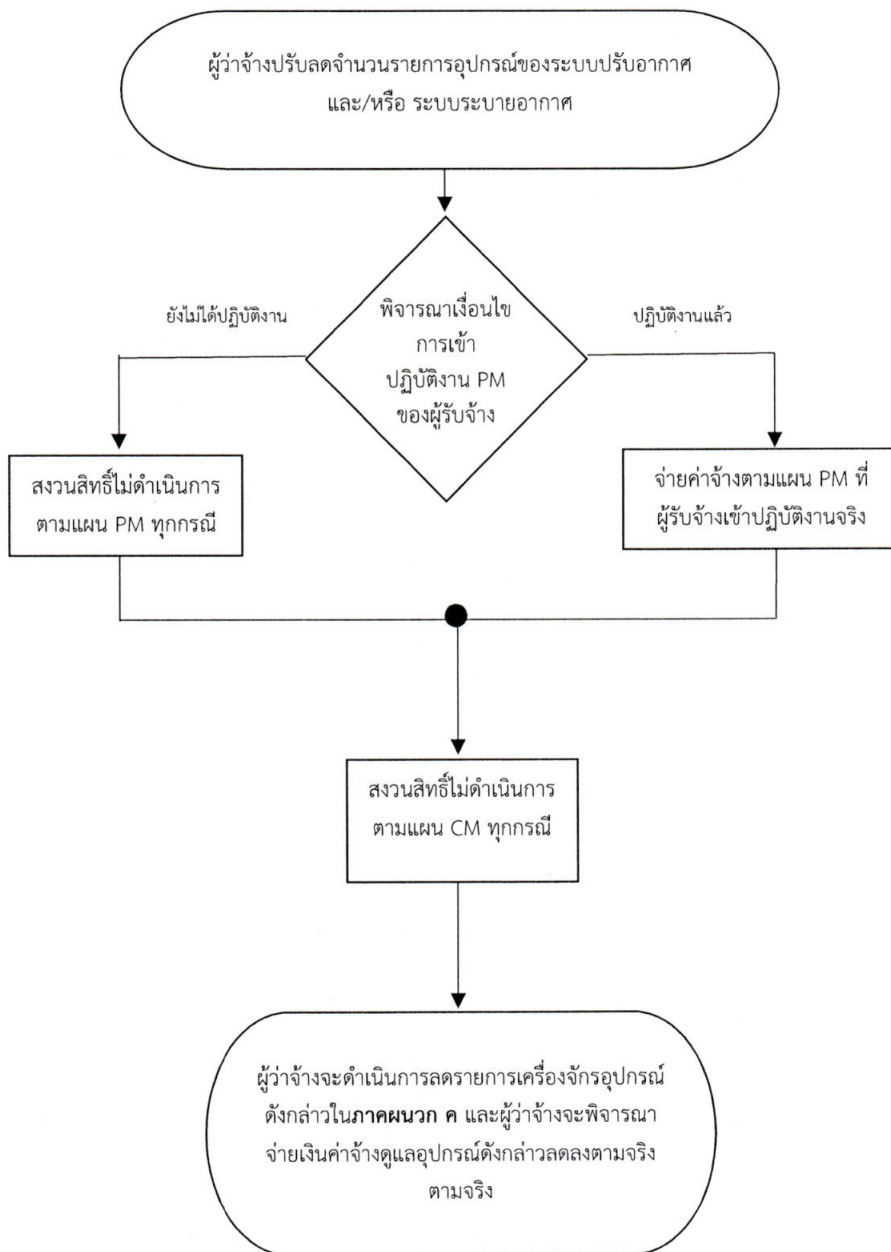 ผู้ว่าจ้างปรับลดจำนวนรายการอุปกรณ์ของระบบปรับอากาศ
และ/หรือ ระบบระบายอากาศ
ยังไม่ได้ปฏิบัติงาน
พิจารณาเงื่อนไข
การเข้า
ปฏิบัติงาน PM
ของผู้รับจ้าง
ปฏิบัติงานแล้ว
สงวนสิทธิ์ไม่ดำเนินการ
ตามแผน PM ทุกกรณี
จ่ายค่าจ้างตามแผน PM ที่
ผู้รับจ้างเข้าปฏิบัติงานจริง
สงวนสิทธิ์ไม่ดำเนินการ
ตามแผน CM ทุกกรณี
ผู้ว่าจ้างจะดำเนินการลดรายการเครื่องจักรอุปกรณ์
ดังกล่าวในภาคผนวก ค และผู้ว่าจ้างจะพิจารณา
จ่ายเงินค่าจ้างดูแลอุปกรณ์ดังกล่าวลดลงตามจริง
ตามจริง